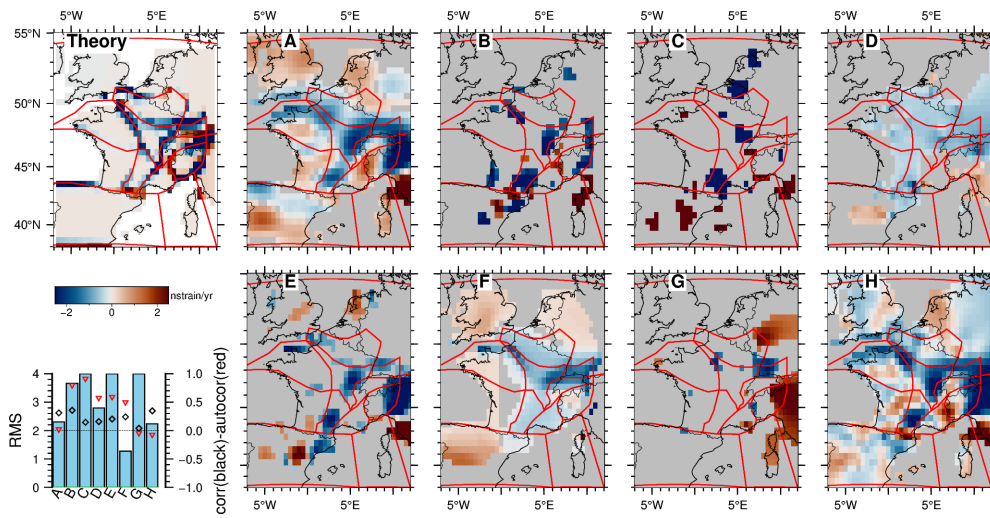 5°W 5°E 5°W 5°E 5°W 5°E 5°W 5°E 5°W 5°E
55°N Theory A B C D
50°N
45°N
40°N
E F G H
nstrain/yr
−2 0 2
4 1.0
3 0.5
2 0.0
1 −0.5
0 −1.0
RMS
corr(black)-autocor(red)
A B C D E F G H
5°W 5°E 5°W 5°E 5°W 5°E 5°W 5°E